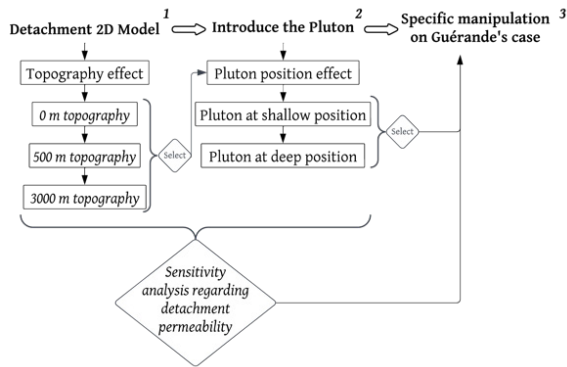 Detachment 2D Model 1
Introduce the Pluton 2
Specific manipulation 3
on Guérande's case
Topography effect
0 m topography
500 m topography
3000 m topography
Select
Pluton position effect
Pluton at shallow position
Pluton at deep position
Select
Sensitivity
analysis regarding
detachment
permeability